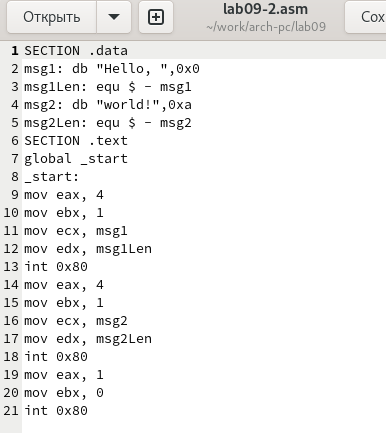 Открыть
lab09-2.asm
~/work/arch-pc/lab09
Сох
1 SECTION .data
2 msg1: db "Hello, ",0x0
3 msg1Len: equ $ - msg1
4 msg2: db "world!",0xa
5 msg2Len: equ $ - msg2
6 SECTION .text
7 global _start
8 _start:
9 mov eax, 4
10 mov ebx, 1
11 mov ecx, msg1
12 mov edx, msg1Len
13 int 0x80
14 mov eax, 4
15 mov ebx, 1
16 mov ecx, msg2
17 mov edx, msg2Len
18 int 0x80
19 mov eax, 1
20 mov ebx, 0
21 int 0x80